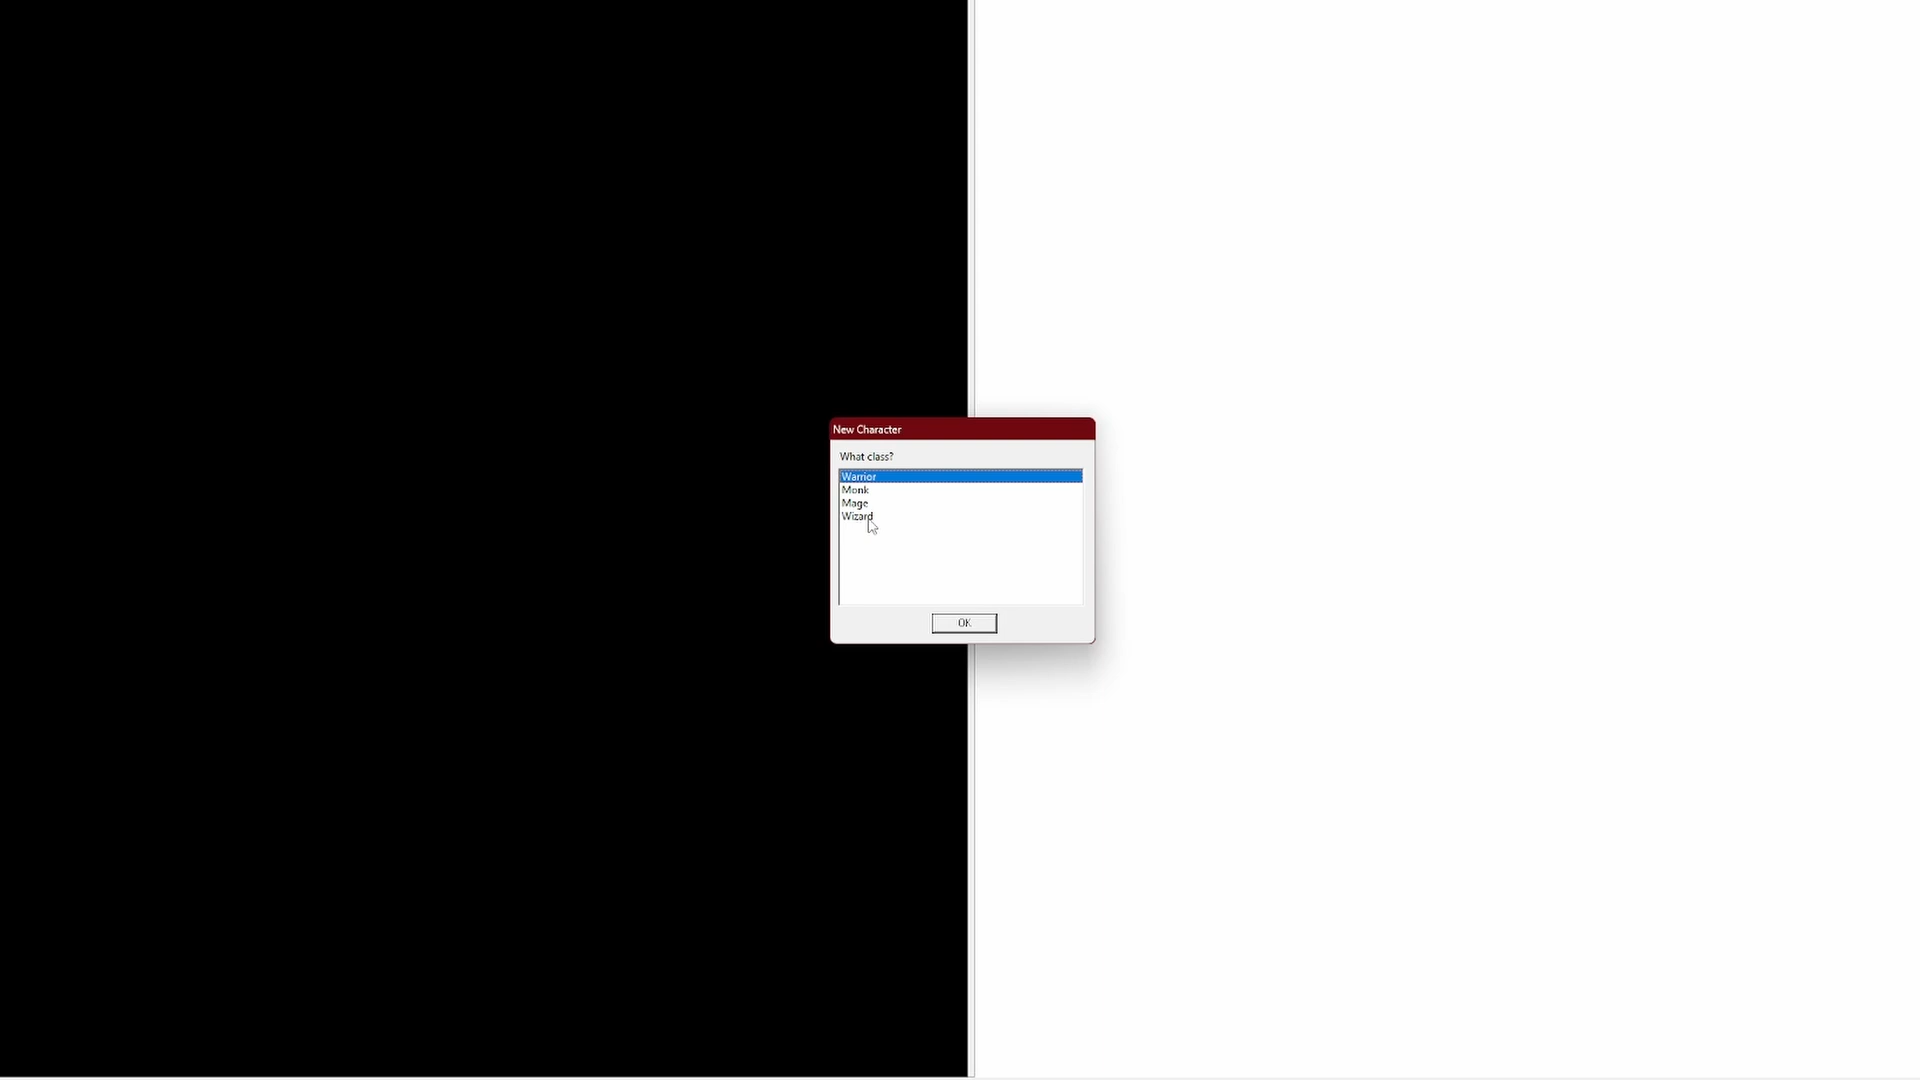 New Character
What class?
Warrior
Monk
Mage
Wizard
OK